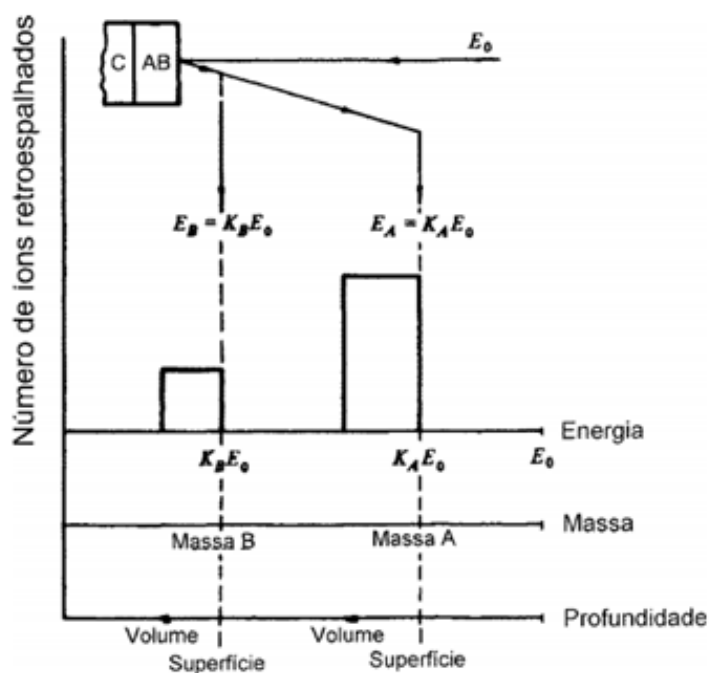 Número de ions retroespalhados
C AB
E₀
E_B = K_B E₀
E_A = K_A E₀
Energia
K_B E₀
K_A E₀
E₀
Massa
Massa B
Massa A
Profundidade
Volume
Volume
Superfície
Superfície